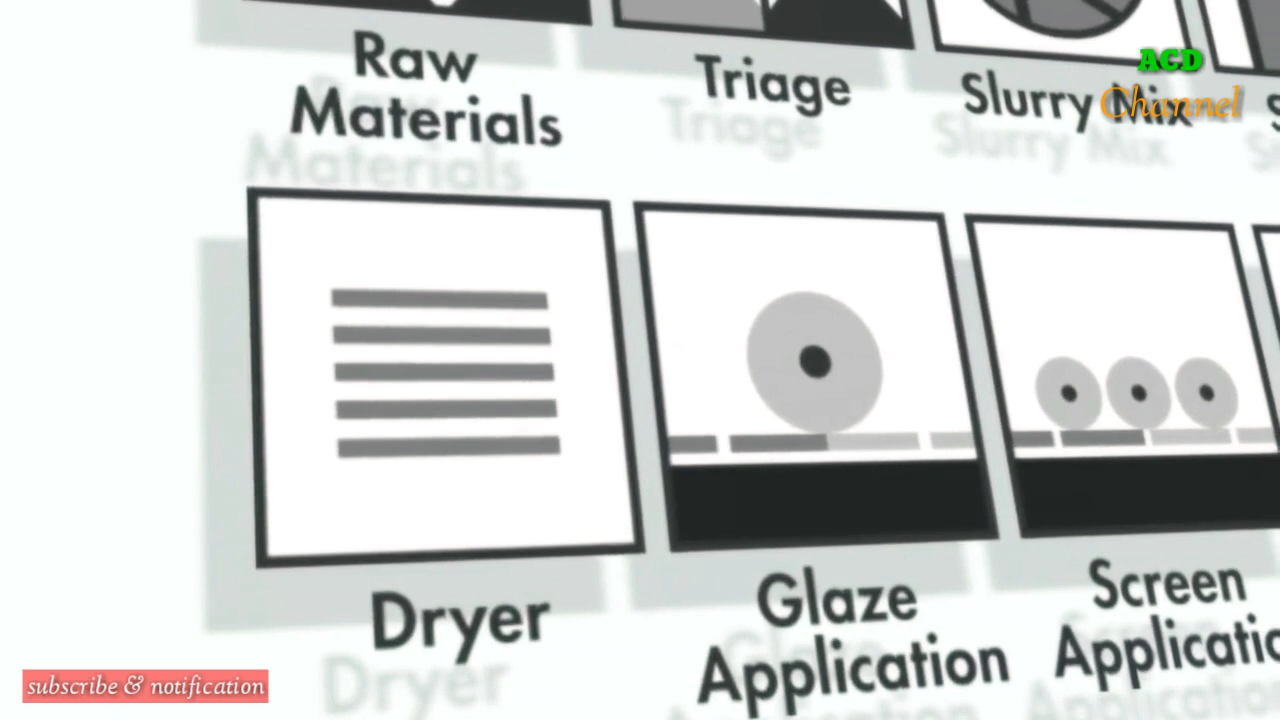 Raw
Materials
Triage
Slurry Mix
S
ACD
Channel
Dryer
Glaze
Application
Screen
Applicatio
subscribe & notification